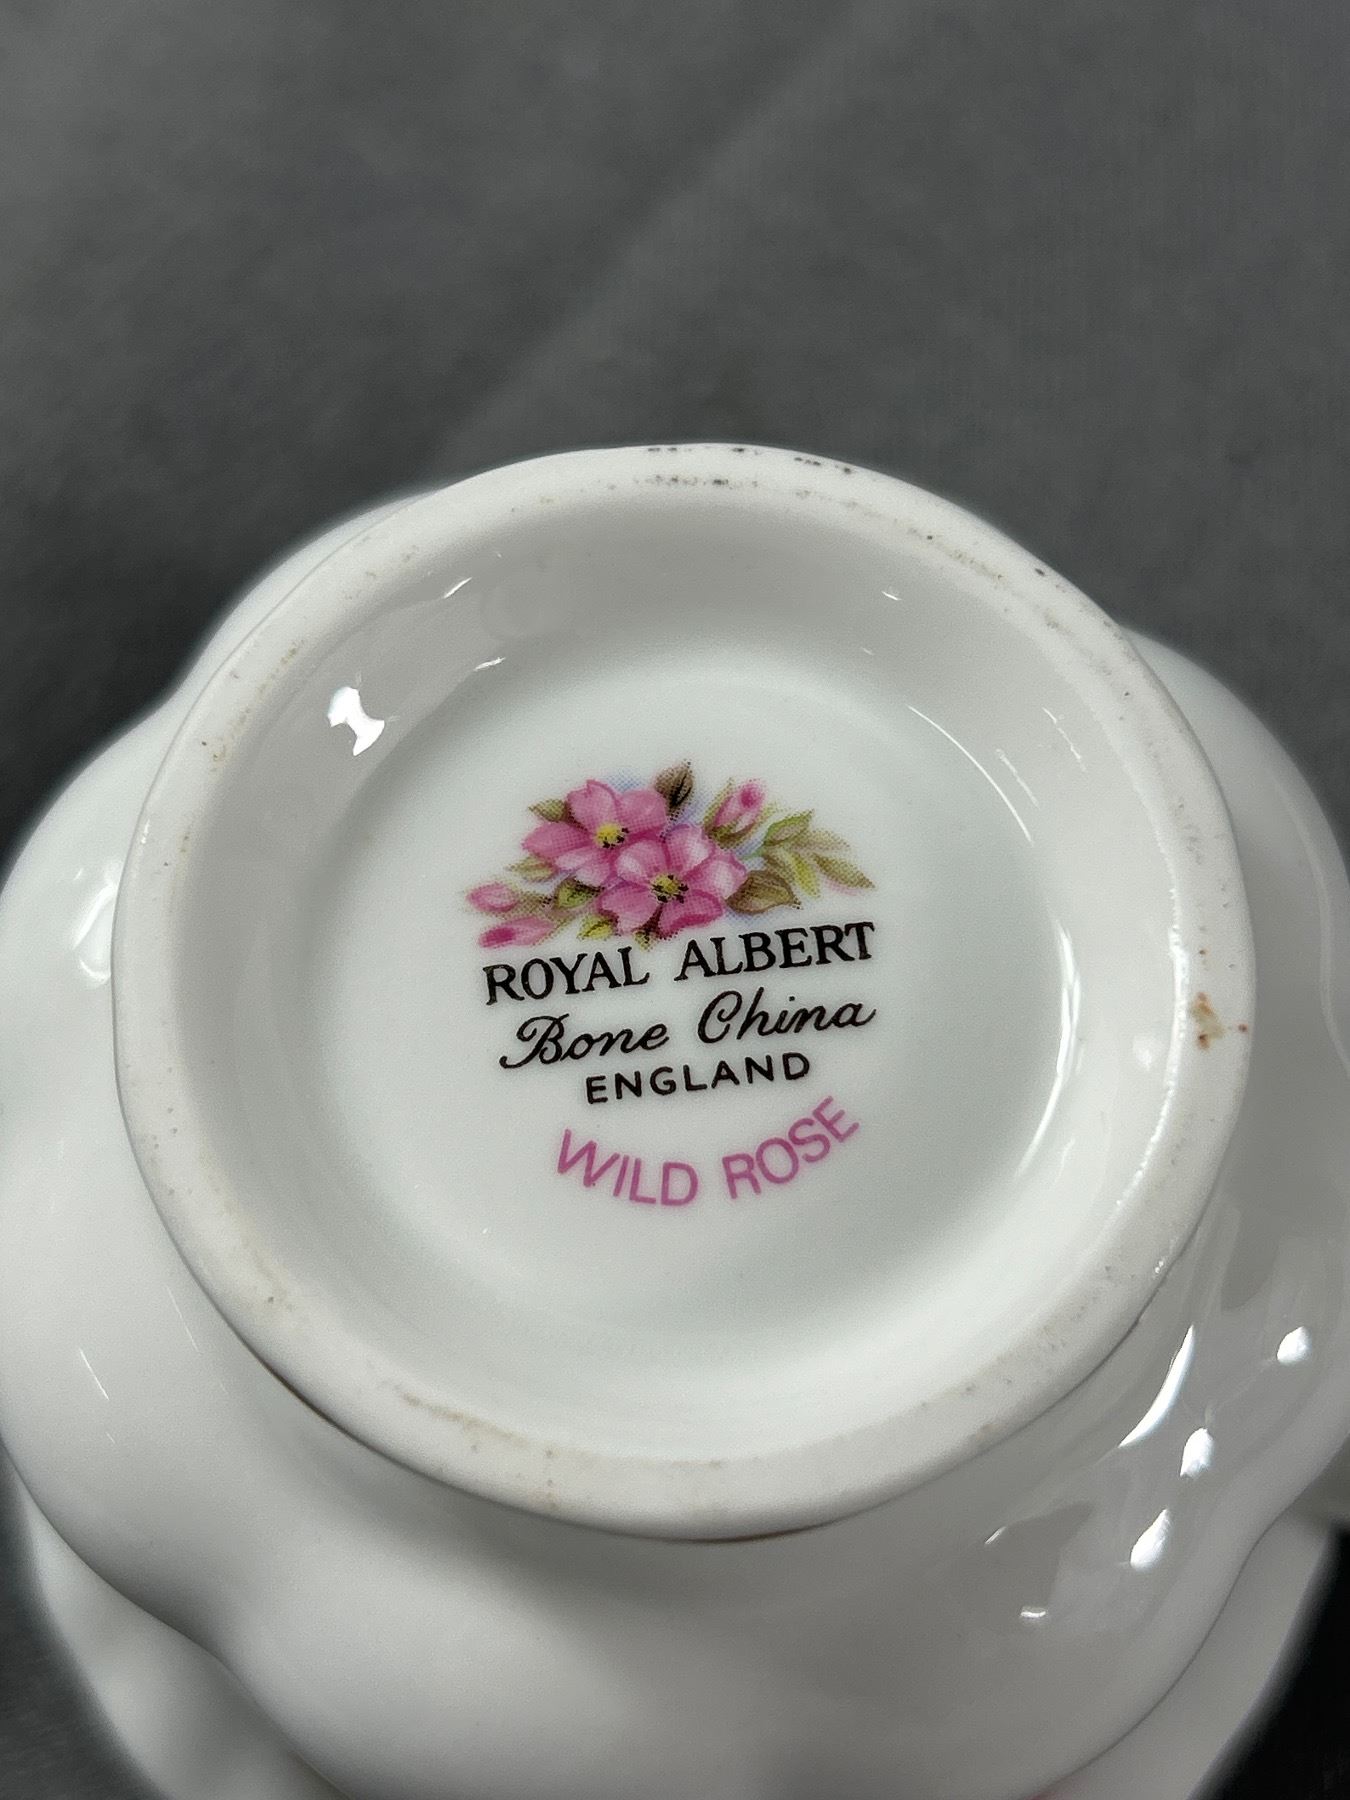 ROYAL ALBERT
Bone China
ENGLAND
WILD ROSE